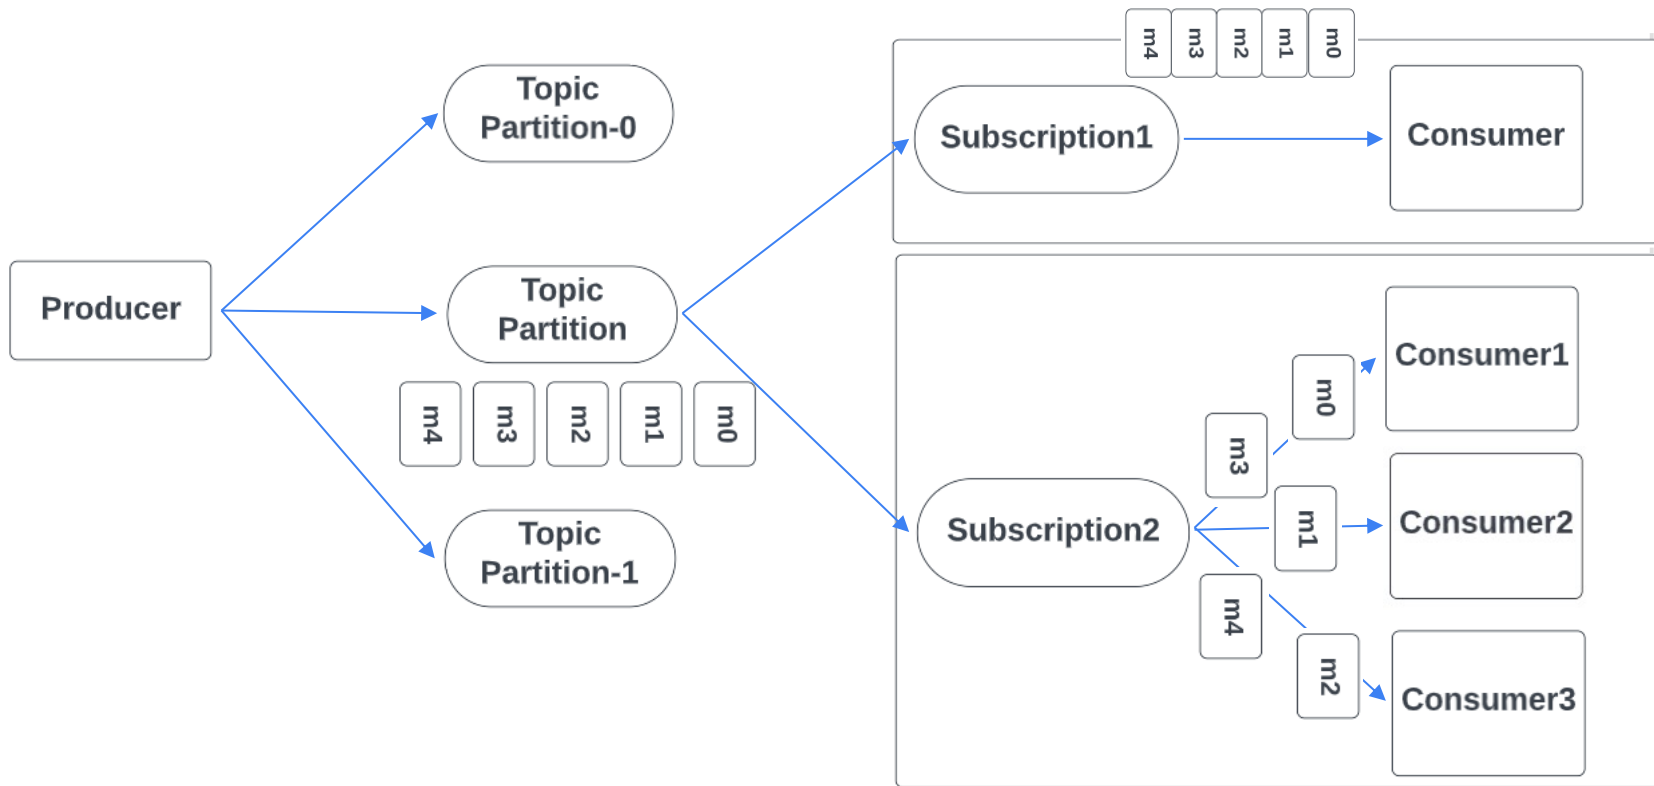 Producer
Topic
Partition-0
Topic
Partition
m4 m3 m2 m1 m0
Topic
Partition-1
m4 m3 m2 m1 m0
Subscription1
Consumer
Subscription2
m3
m0
m1
m4
m2
Consumer1
Consumer2
Consumer3